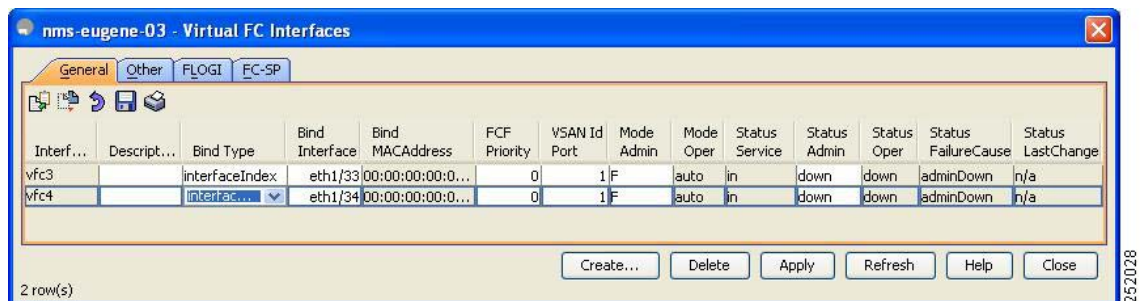 nms-eugene-03 - Virtual FC Interfaces
General Other FLOGI FC-SP
Interf... Descript... Bind Type Bind Interface Bind MACAddress FCF Priority VSAN Id Port Mode Admin Mode Oper Status Service Status Admin Status Oper Status FailureCause Status LastChange
vfc3 interfaceIndex eth1/33 00:00:00:00:0... 0 1 F auto in down down adminDown n/a
vfc4 interfac... eth1/34 00:00:00:00:0... 0 1 F auto in down down adminDown n/a
Create... Delete Apply Refresh Help Close
2 row(s)
252028